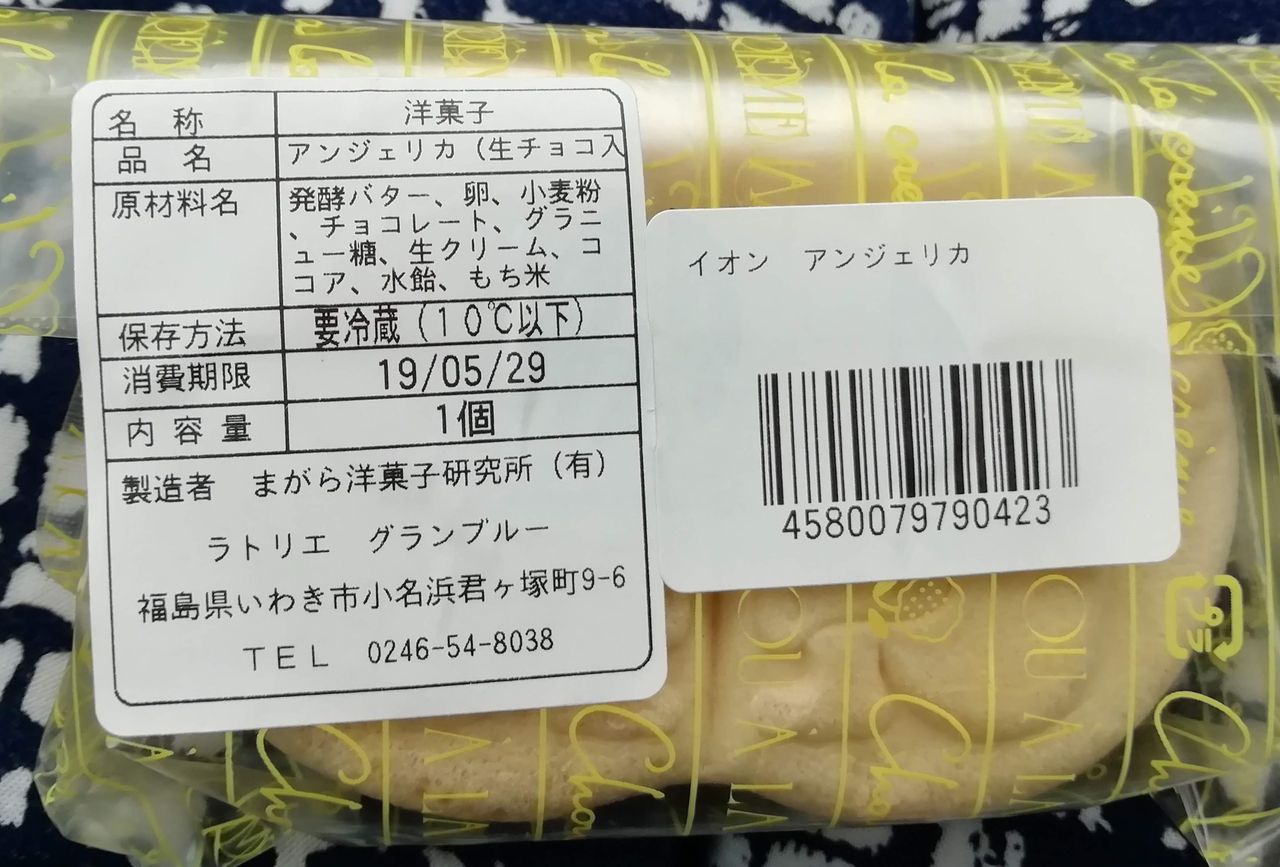 名 称 洋菓子
品 名 アンジェリカ（生チョコ入
原材料名 発酵バター、卵、小麦粉
、チョコレート、グラニ
ュー糖、生クリーム、コ
コア、水飴、もち米
保存方法 要冷蔵（１０℃以下）
消費期限 19/05/29
内 容 量 1個
製造者 まがら洋菓子研究所（有）
ラトリエ グランブルー
福島県いわき市小名浜君ヶ塚町9-6
ＴＥＬ 0246-54-8038
イオン アンジェリカ
4580079790423
プラ